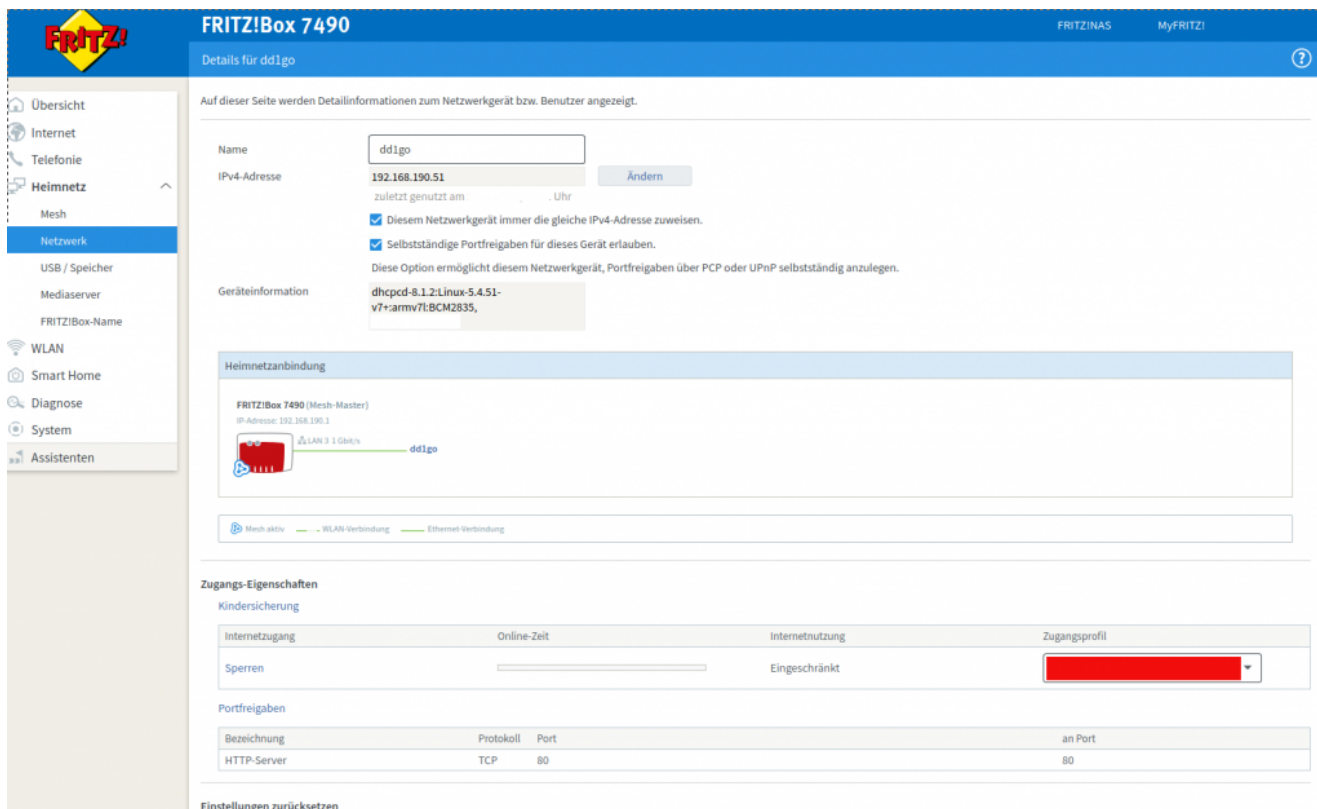 FRITZ!
FRITZ!Box 7490
FRITZ!NAS
MyFRITZ!
Details für dd1go
?
Übersicht
Internet
Telefonie
Heimnetz
Mesh
Netzwerk
USB / Speicher
Mediaserver
FRITZ!Box-Name
WLAN
Smart Home
Diagnose
System
Assistenten
Auf dieser Seite werden Detailinformationen zum Netzwerkgerät bzw. Benutzer angezeigt.
Name dd1go
IPv4-Adresse 192.168.190.51 Ändern
zuletzt genutzt am . Uhr
Diesem Netzwerkgerät immer die gleiche IPv4-Adresse zuweisen.
Selbstständige Portfreigaben für dieses Gerät erlauben.
Diese Option ermöglicht diesem Netzwerkgerät, Portfreigaben über PCP oder UPnP selbstständig anzulegen.
Geräteinformation dhcpcd-8.1.2:Linux-5.4.51-
v7+:armv7l:BCM2835,
Heimnetzanbindung
FRITZ!Box 7490 (Mesh-Master)
IP-Adresse: 192.168.190.1
LAN 3 1 Gbit/s
dd1go
Mesh aktiv WLAN-Verbindung Ethernet-Verbindung
Zugangs-Eigenschaften
Kindersicherung
Internetzugang Online-Zeit Internetnutzung Zugangsprofil
Sperren Eingeschränkt
Portfreigaben
Bezeichnung Protokoll Port an Port
HTTP-Server TCP 80 80
Einstellungen zurücksetzen